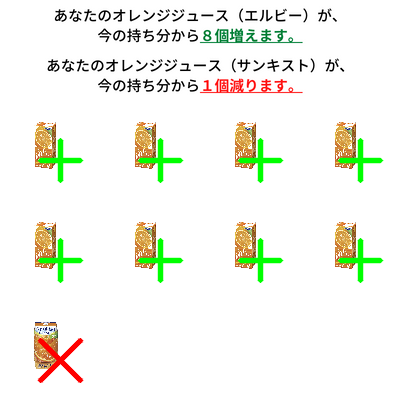 あなたのオレンジジュース（エルビー）が、
今の持ち分から８個増えます。
あなたのオレンジジュース（サンキスト）が、
今の持ち分から１個減ります。